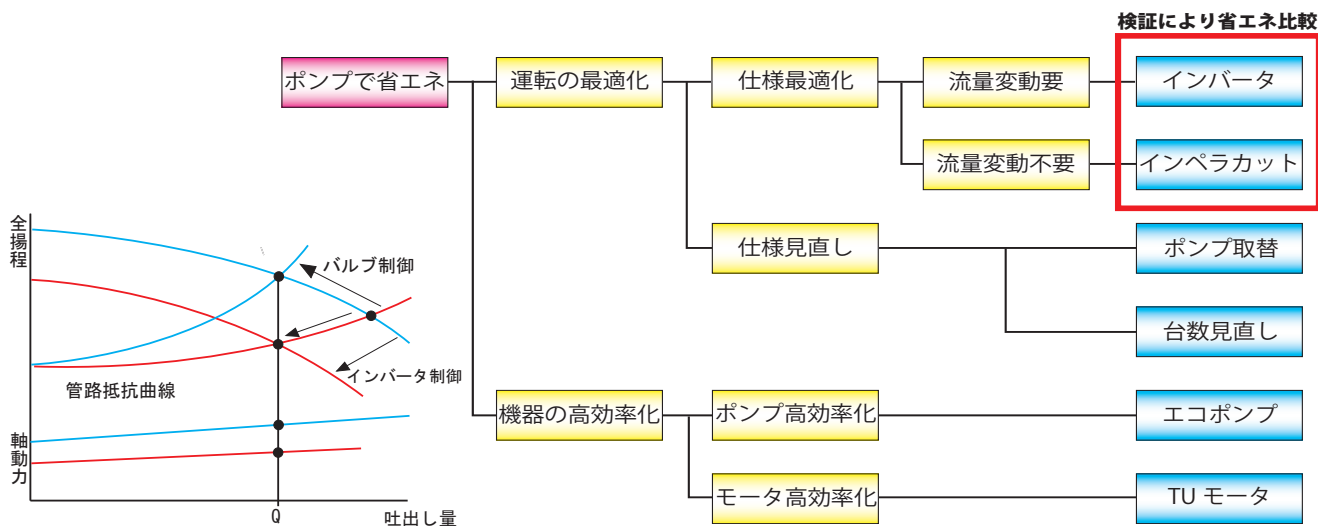 検証により省エネ比較
ポンプで省エネ
運転の最適化
仕様最適化
流量変動要
インバータ
流量変動不要
インペラカット
仕様見直し
ポンプ取替
台数見直し
機器の高効率化
ポンプ高効率化
エコポンプ
モータ高効率化
TU モータ
全揚程
バルブ制御
インバータ制御
管路抵抗曲線
軸動力
Q
吐出し量